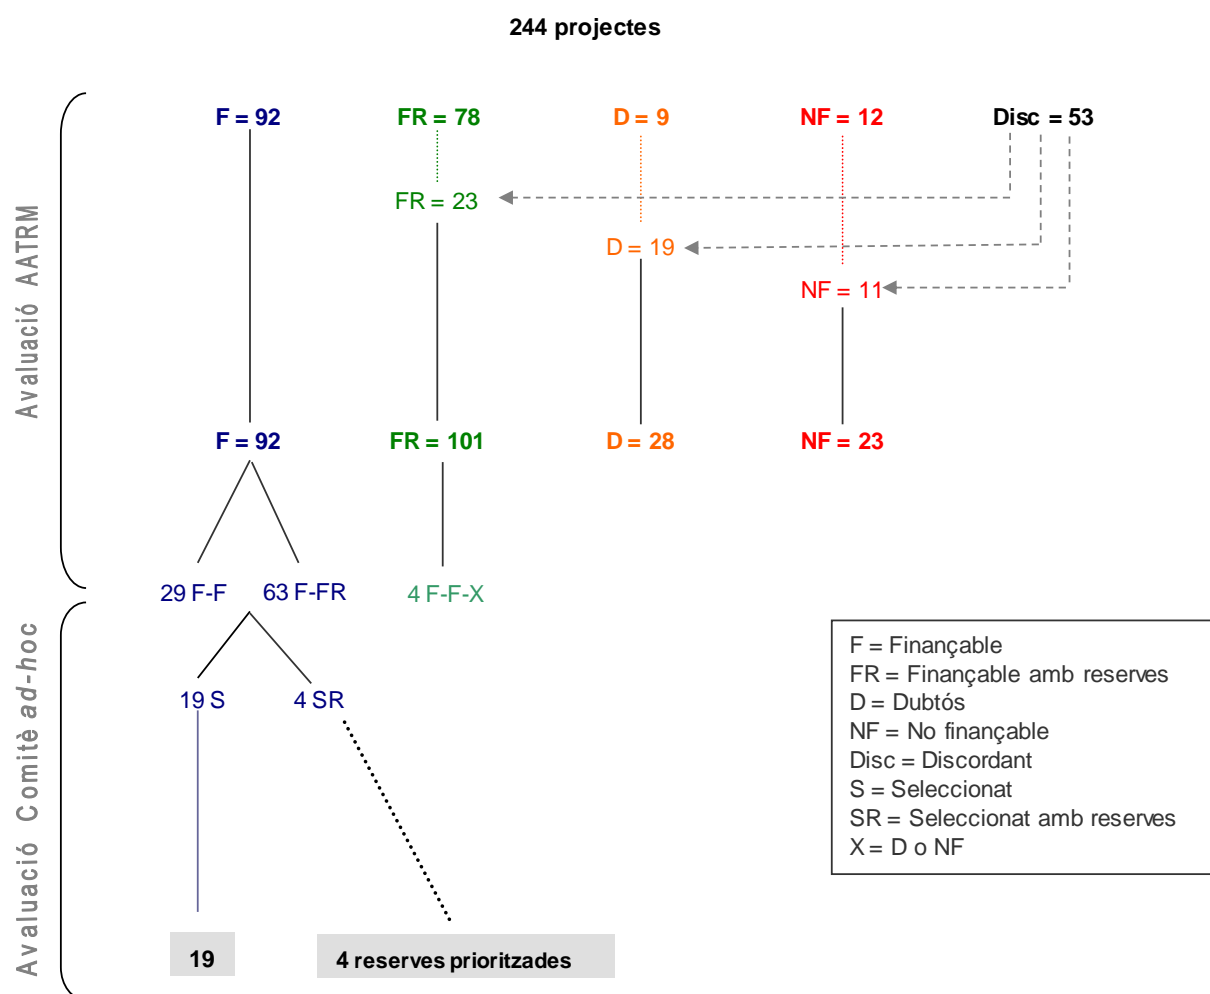 244 projectes
Avaluació AATRM
F = 92
FR = 78
D = 9
NF = 12
Disc = 53
FR = 23
D = 19
NF = 11
F = 92
FR = 101
D = 28
NF = 23
29 F-F
63 F-FR
4 F-F-X
Avaluació Comitè ad-hoc
19 S
4 SR
19
4 reserves prioritzades
F = Finançable
FR = Finançable amb reserves
D = Dubtós
NF = No finançable
Disc = Discordant
S = Seleccionat
SR = Seleccionat amb reserves
X = D o NF